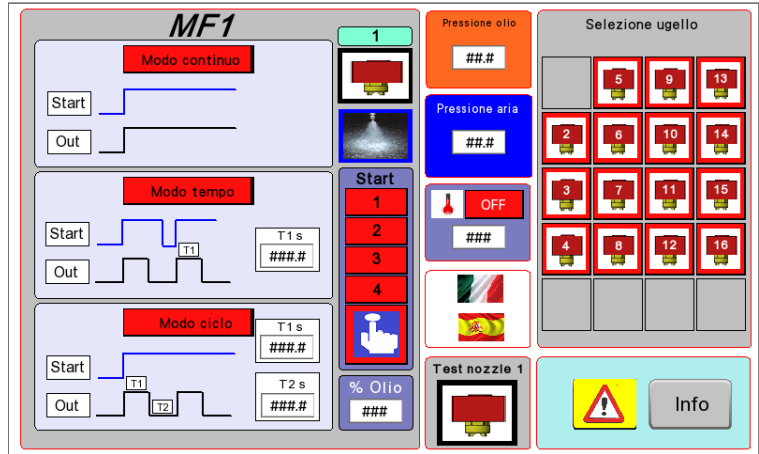 MF1
1
Modo continuo
Start
Out
Modo tempo
Start
T1 s
T1
###.#
Out
Modo ciclo
T1 s
###.#
Start
T1
T2 s
Out
T2
###.#
Start
1
2
3
4
% Olio
###
Pressione olio
##.#
Pressione aria
##.#
OFF
###
Test nozzle 1
Selezione ugello
5 9 13
2 6 10 14
3 7 11 15
4 8 12 16
Info